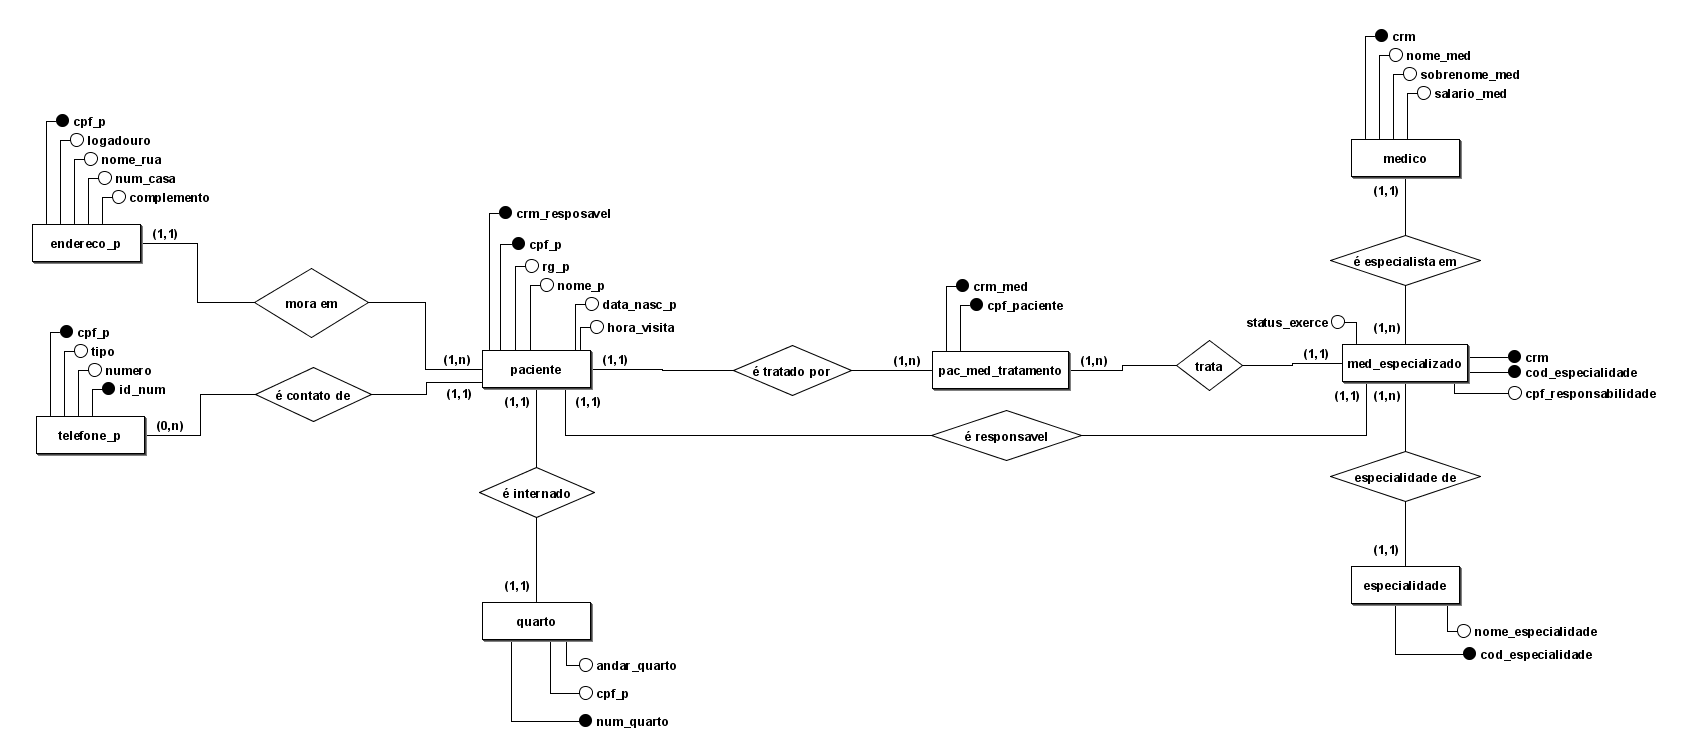 crm
nome_med
sobrenome_med
salario_med
medico
(1,1)
é especialista em
(1,n)
cpf_p
logadouro
nome_rua
num_casa
complemento
endereco_p
(1,1)
mora em
cpf_p
tipo
numero
id_num
telefone_p
(0,n)
é contato de
crm_resposavel
cpf_p
rg_p
nome_p
data_nasc_p
hora_visita
(1,n)
paciente
(1,1)
(1,1)
(1,1)
(1,1)
é tratado por
(1,n)
crm_med
cpf_paciente
pac_med_tratamento
(1,n)
trata
(1,1)
status_exerce
med_especializado
crm
cod_especialidade
cpf_responsabilidade
(1,1)
(1,n)
é responsavel
é internado
(1,1)
quarto
andar_quarto
cpf_p
num_quarto
especialidade de
(1,1)
especialidade
nome_especialidade
cod_especialidade